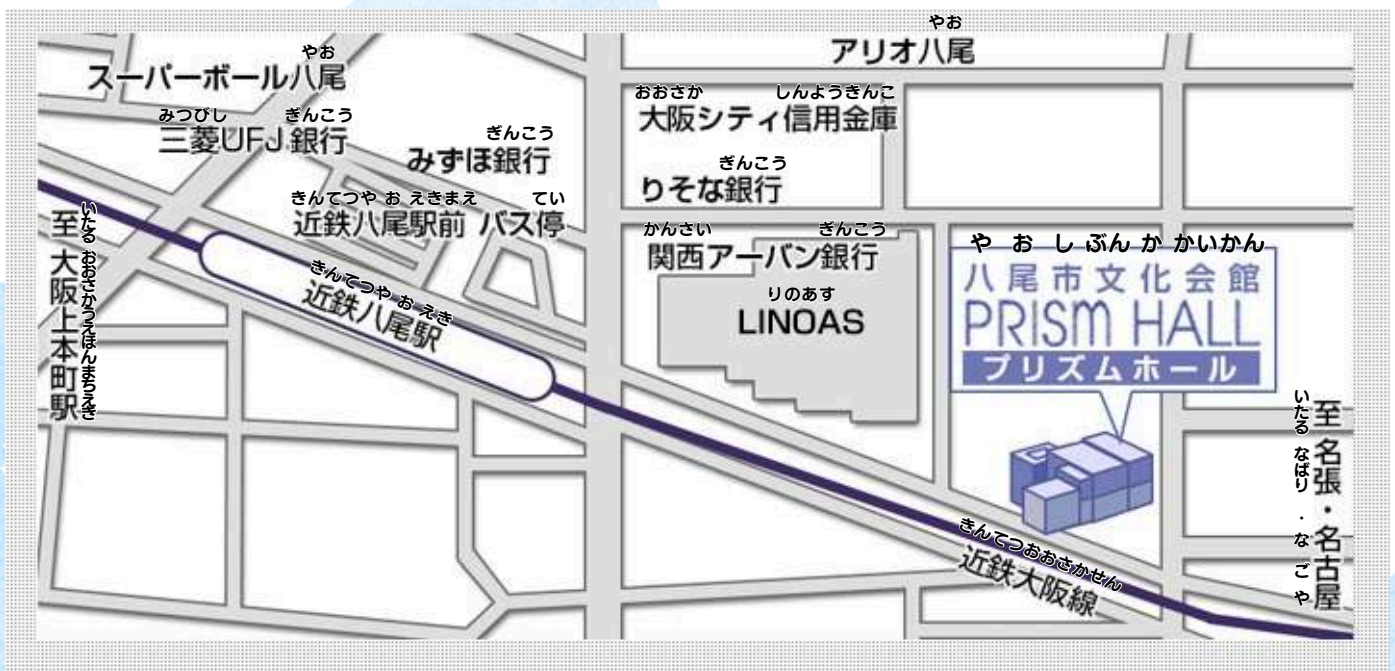 やお
アリオ八尾
やお
スーパーボール八尾
みつびし ぎんこう
三菱UFJ 銀行
ぎんこう
みずほ銀行
おおさか しんようきんこ
大阪シティ信用金庫
ぎんこう
りそな銀行
きんてつや お えきまえ てい
近鉄八尾駅前 バス停
かんさい ぎんこう
関西アーバン銀行
りのあす
LINOAS
や お し ぶん か かいかん
八尾市文化会館
PRISM HALL
プリズムホール
いたる おおさかうえほんまちえき
至 大阪上本町駅
きんてつや お えき
近鉄八尾駅
いたる なばり ・ な ご や
至 名張・名古屋
きんてつおおさかせん
近鉄大阪線